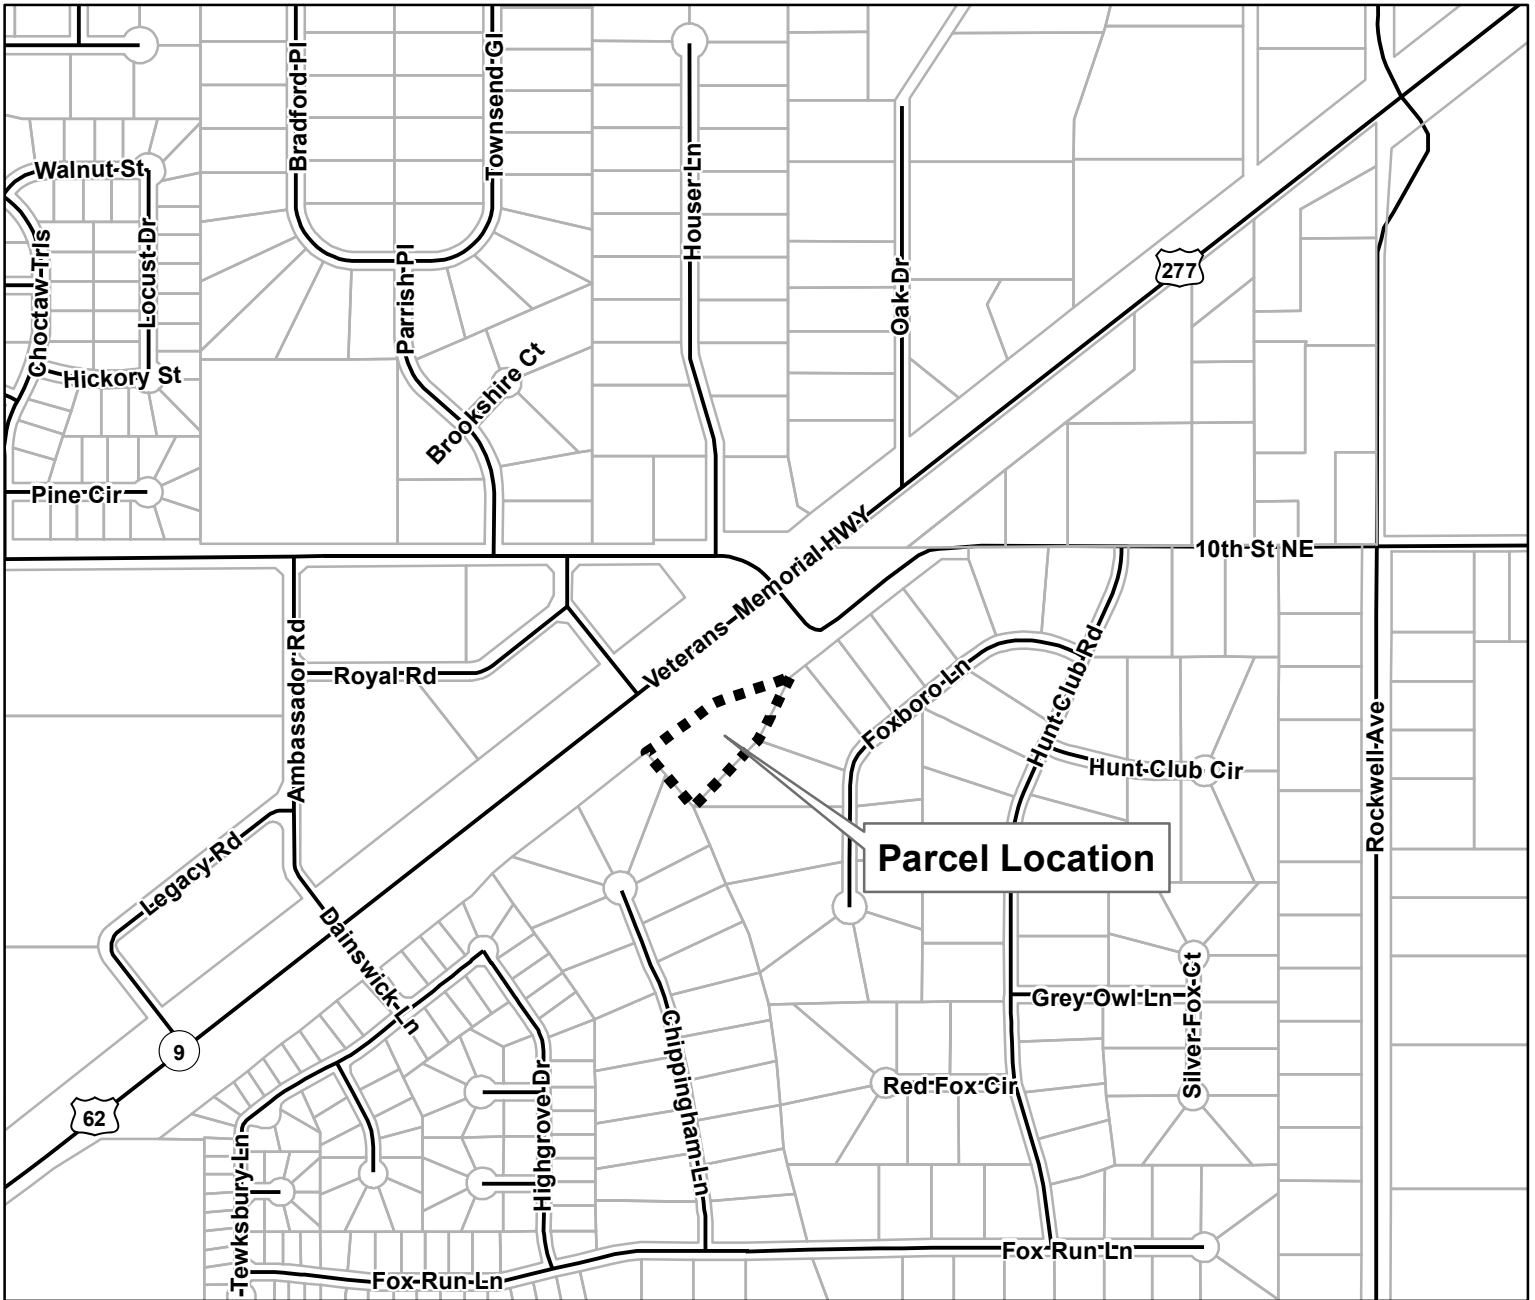 Bradford Pl
Townsend Gl
Houser Ln
Walnut St
Choctaw Trls
Locust Dr
Parrish Pl
Oak Dr
277
Hickory St
Brookshire Ct
Pine Cir
Veterans Memorial HWY
10th St NE
Ambassador Rd
Royal Rd
Foxboro Ln
Hunt Club Rd
Hunt Club Cir
Rockwell Ave
Legacy Rd
Parcel Location
Dainswick Ln
Grey Owl Ln
Silver Fox Ct
9
Chippingham Ln
Red Fox Cir
62
Highgrove Dr
Tewksbury Ln
Fox Run Ln
Fox Run Ln